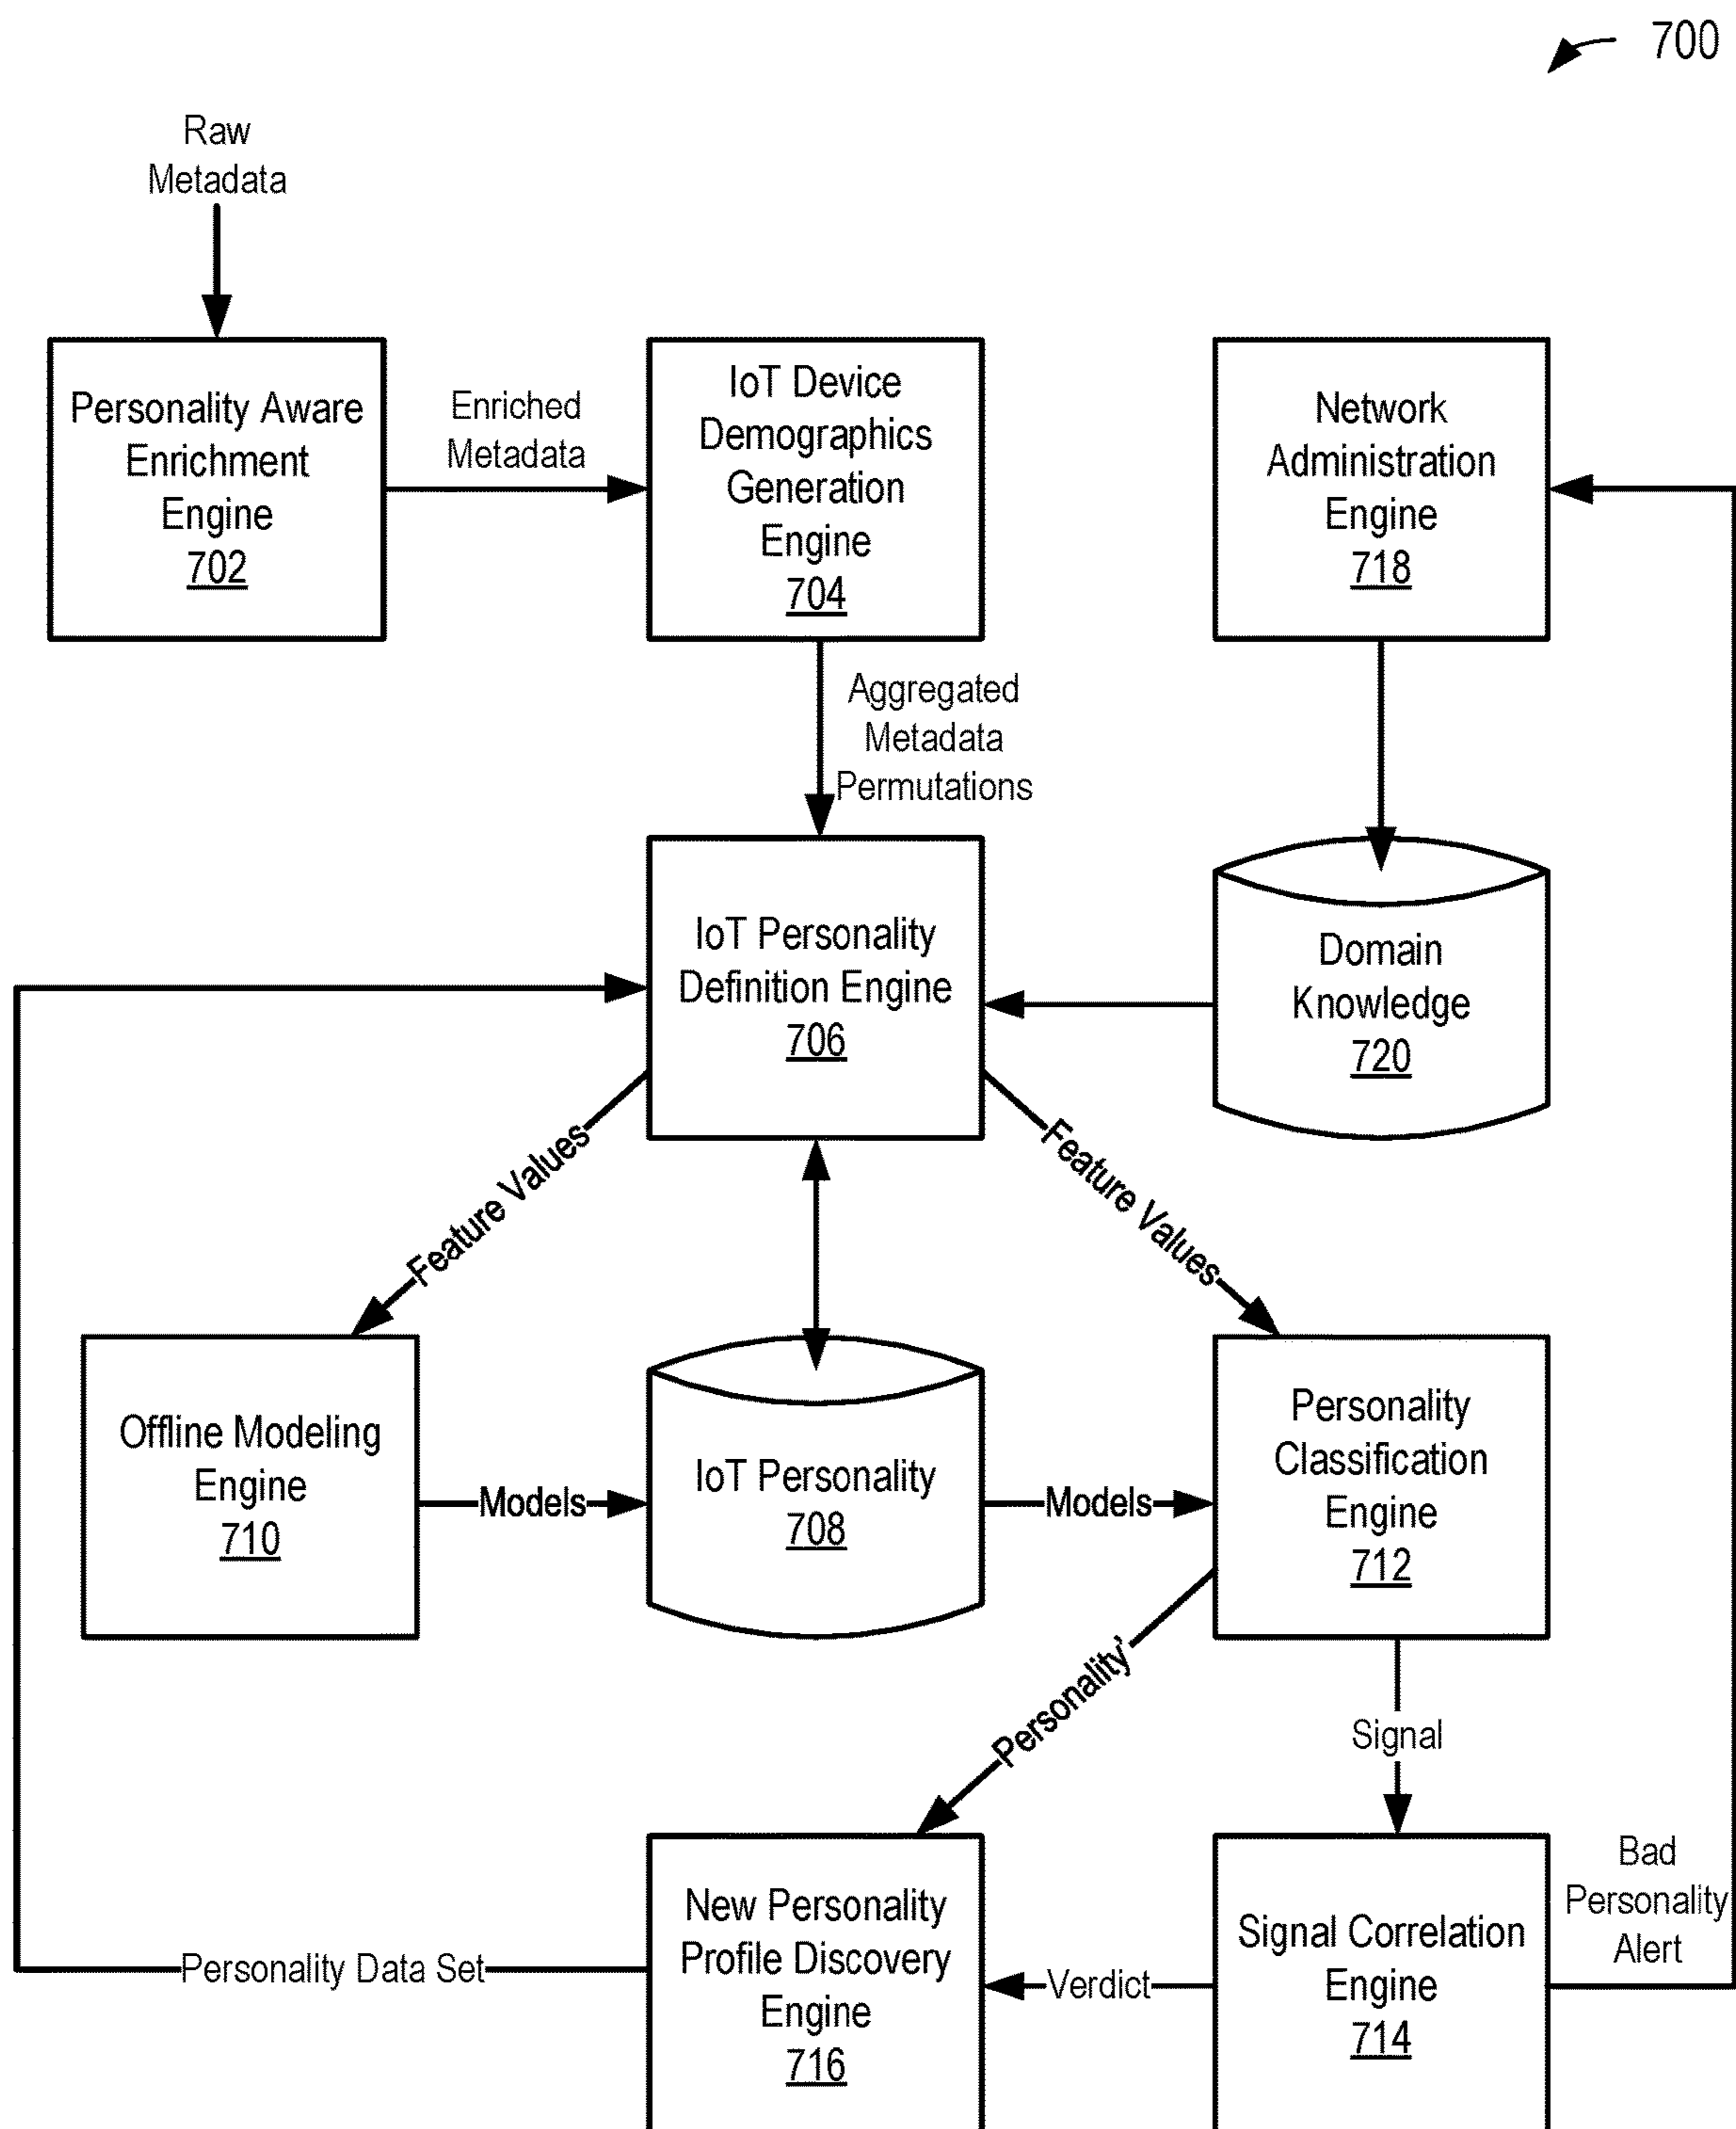 700
Raw
Metadata
Personality Aware
Enrichment
Engine
702
Enriched
Metadata
IoT Device
Demographics
Generation
Engine
704
Network
Administration
Engine
718
Aggregated
Metadata
Permutations
IoT Personality
Definition Engine
706
Domain
Knowledge
720
Feature Values
Feature Values
Offline Modeling
Engine
710
Models
IoT Personality
708
Models
Personality
Classification
Engine
712
Personality’
Signal
New Personality
Profile Discovery
Engine
716
Personality Data Set
Verdict
Signal Correlation
Engine
714
Bad
Personality
Alert